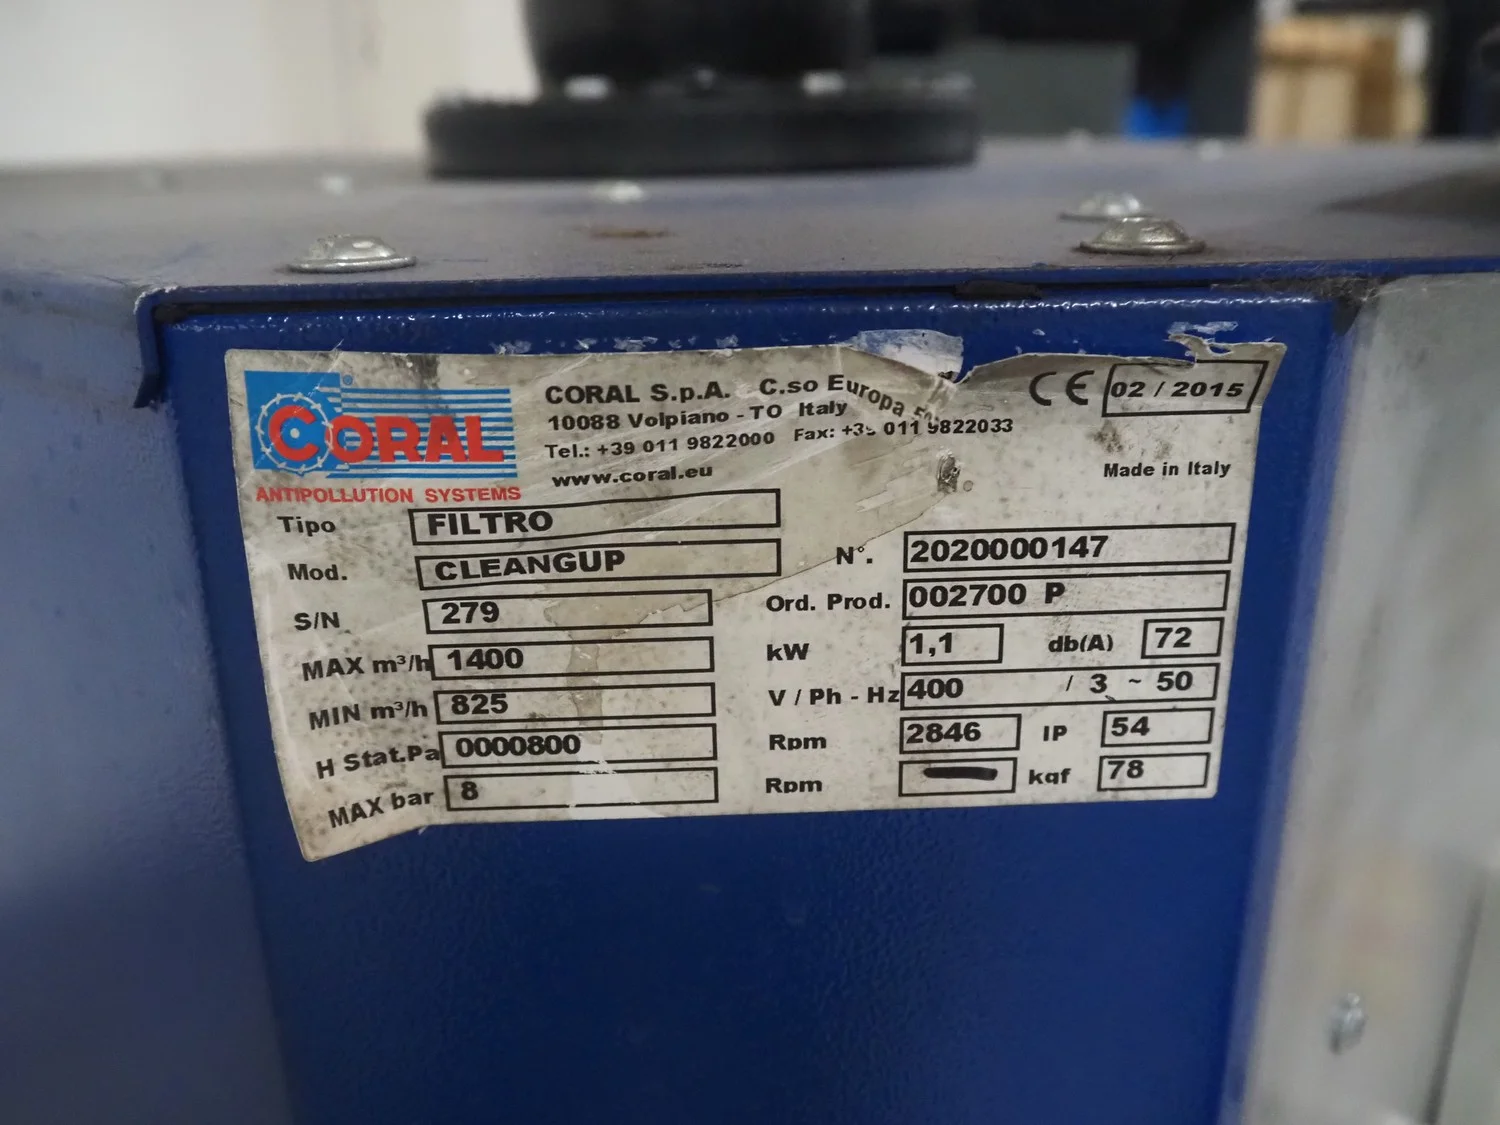 CORAL
ANTIPOLLUTION SYSTEMS
CORAL S.p.A. C.so Europa
10088 Volpiano - TO Italy
Tel.: +39 011 9822000 Fax: +39 011 9822033
www.coral.eu
CE 02 / 2015
Made in Italy
Tipo FILTRO
Mod. CLEANGUP
S/N 279
MAX m³/h 1400
MIN m³/h 825
H Stat.Pa 0000800
MAX bar 8
N°. 2020000147
Ord. Prod. 002700 P
kW 1,1 db(A) 72
V / Ph - Hz 400 / 3 ~ 50
Rpm 2846 IP 54
Rpm kgf 78